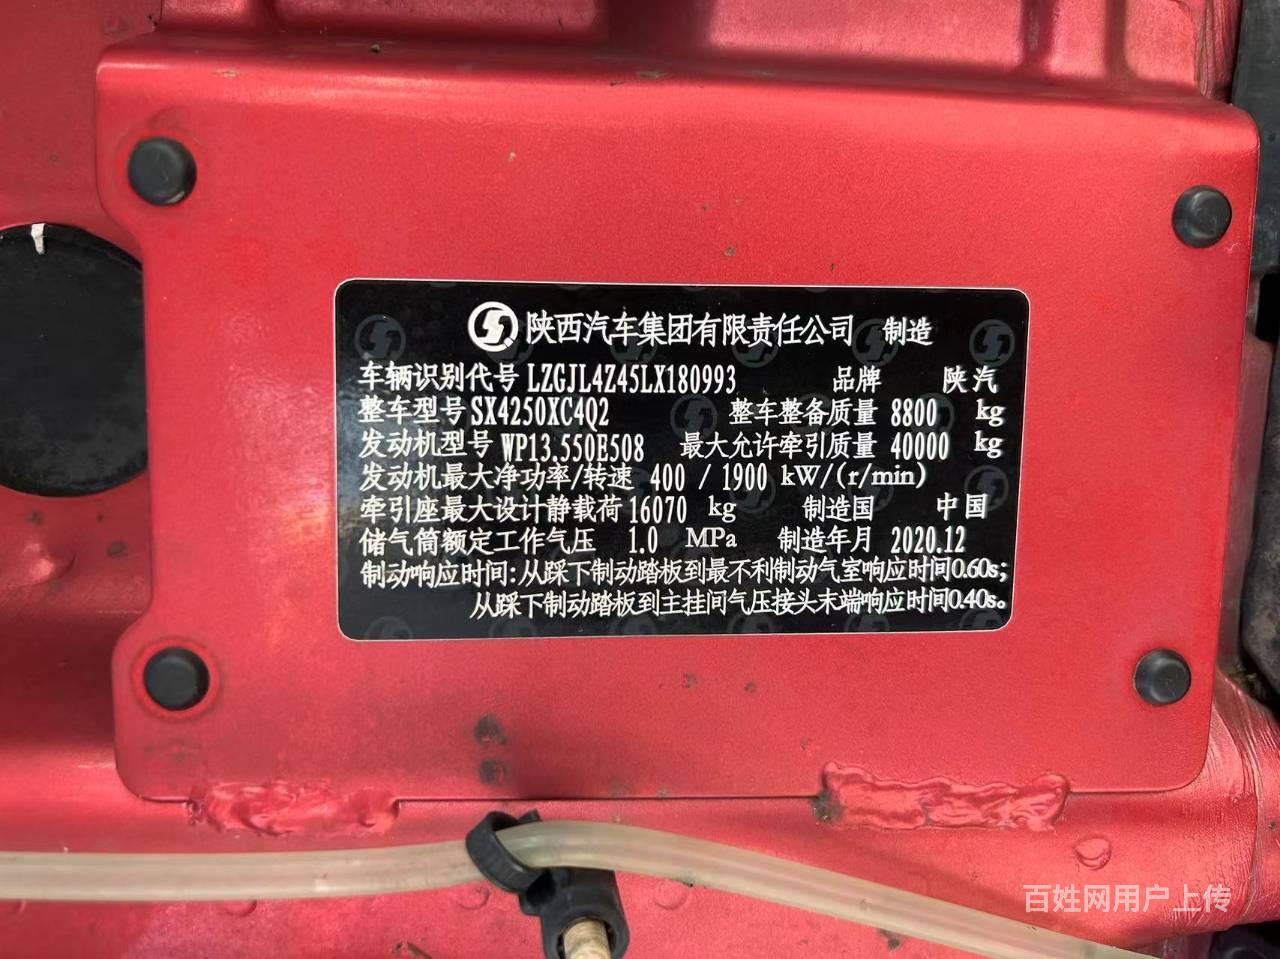 陕西汽车集团有限责任公司 制造
车辆识别代号 LZGJL4Z45LX180993 品牌 陕汽
整车型号 SX4250XC4Q2 整车整备质量 8800 kg
发动机型号 WP13.550E508 最大允许牵引质量 40000 kg
发动机最大净功率/转速 400 / 1900 kW/(r/min)
牵引座最大设计静载荷 16070 kg 制造国 中国
储气筒额定工作气压 1.0 MPa 制造年月 2020.12
制动响应时间:从踩下制动踏板到最不利制动气室响应时间0.60s;
从踩下制动踏板到主挂间气压接头末端响应时间0.40s。
百姓网用户上传